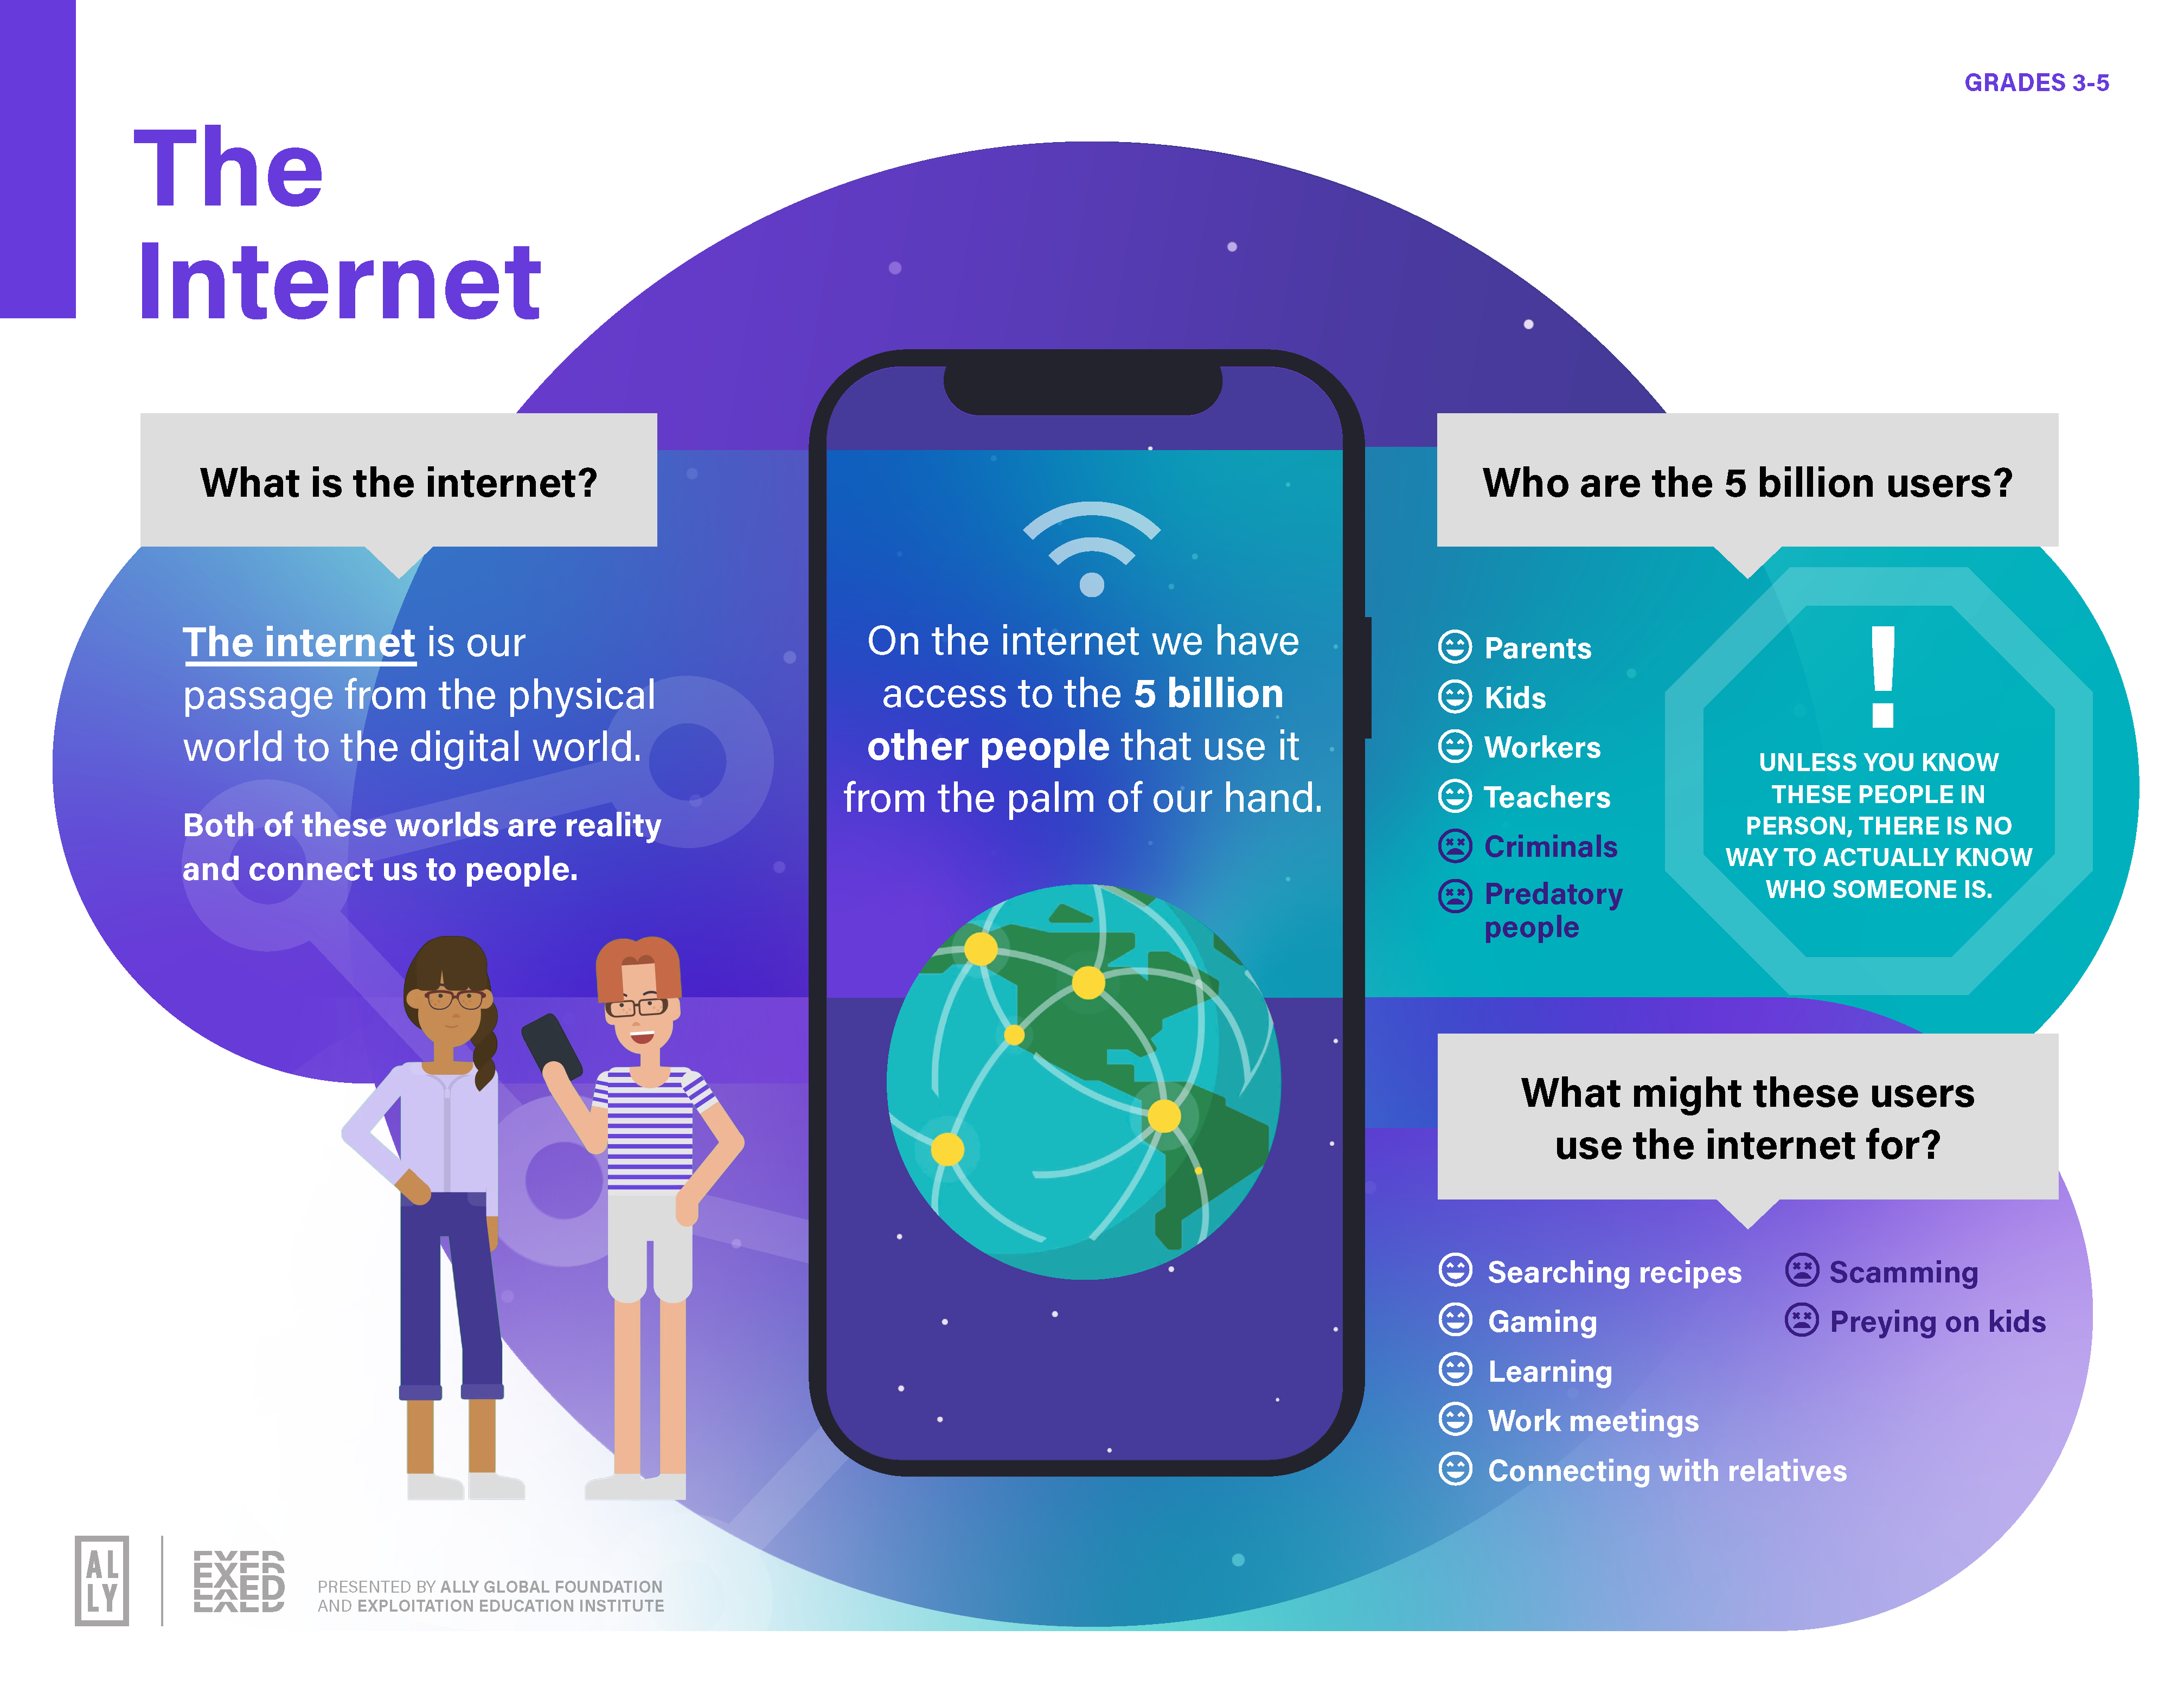 GRADES 3-5
The
Internet
What is the internet?
The internet is our
passage from the physical
world to the digital world.
Both of these worlds are reality
and connect us to people.
On the internet we have
access to the 5 billion
other people that use it
from the palm of our hand.
Who are the 5 billion users?
Parents
Kids
Workers
Teachers
Criminals
Predatory
people
!
UNLESS YOU KNOW
THESE PEOPLE IN
PERSON, THERE IS NO
WAY TO ACTUALLY KNOW
WHO SOMEONE IS.
What might these users
use the internet for?
Searching recipes
Gaming
Learning
Work meetings
Connecting with relatives
Scamming
Preying on kids
AL
LY
EXED
EXED
EXED
PRESENTED BY ALLY GLOBAL FOUNDATION
AND EXPLOITATION EDUCATION INSTITUTE